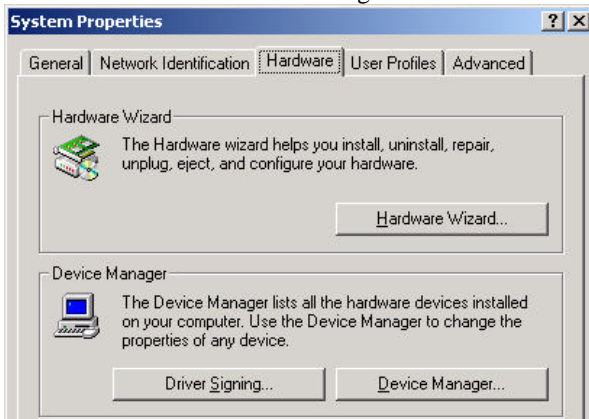 System Properties
General
Network Identification
Hardware
User Profiles
Advanced
Hardware Wizard
The Hardware wizard helps you install, uninstall, repair,
unplug, eject, and configure your hardware.
Hardware Wizard...
Device Manager
The Device Manager lists all the hardware devices installed
on your computer. Use the Device Manager to change the
properties of any device.
Driver Signing...
Device Manager...